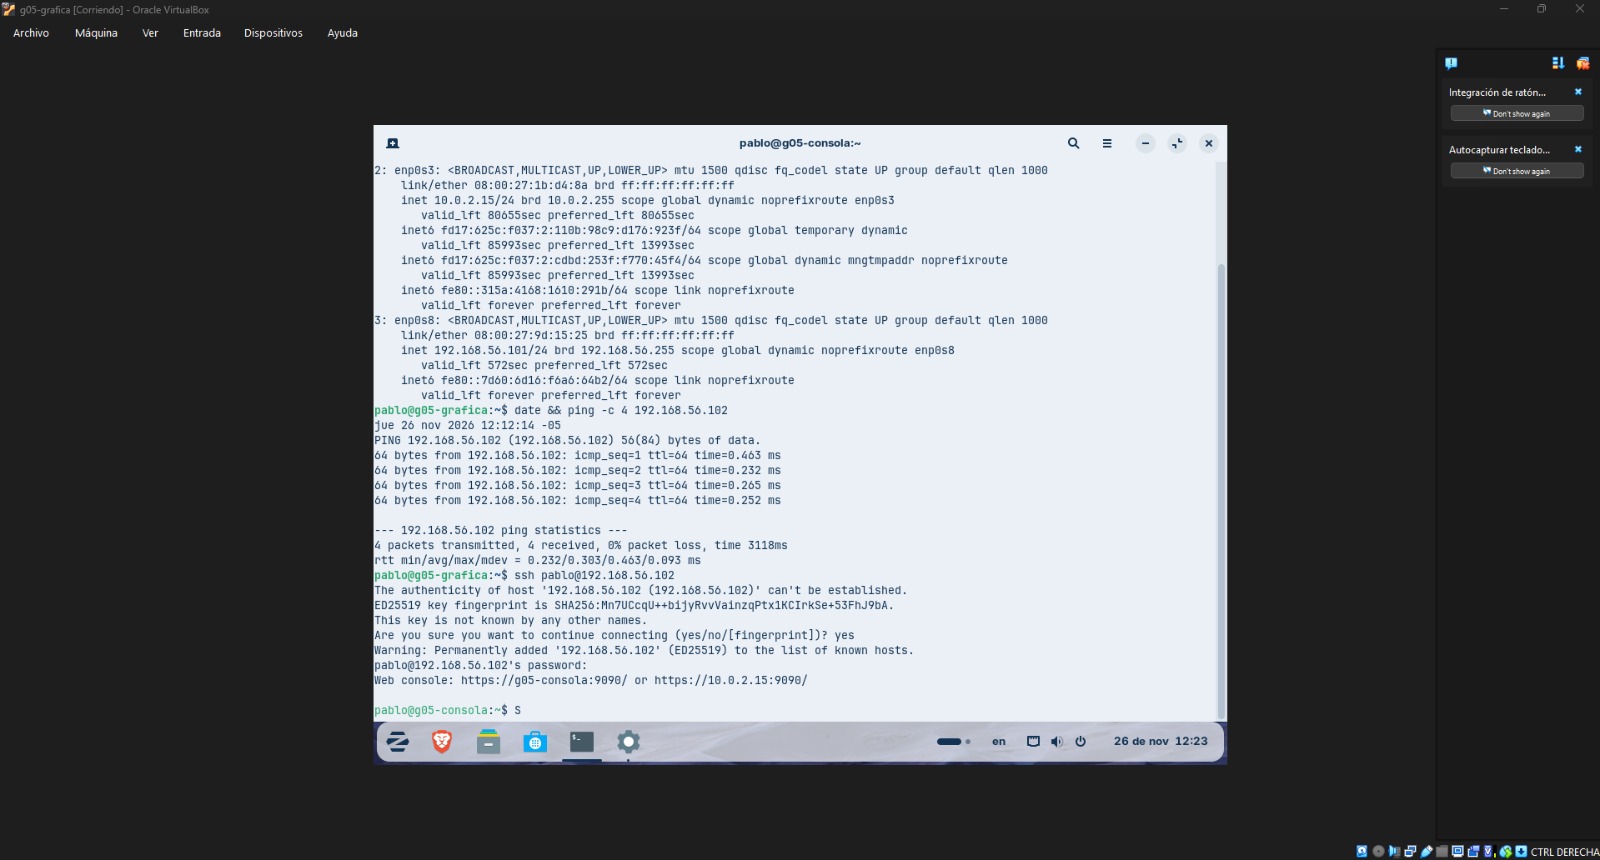 g05-grafica [Corriendo] - Oracle VirtualBox
Archivo Máquina Ver Entrada Dispositivos Ayuda
Integración de ratón...
Don't show again
Autocapturar teclado...
Don't show again
pablo@g05-consola:~
2: enp0s3: <BROADCAST,MULTICAST,UP,LOWER_UP> mtu 1500 qdisc fq_codel state UP group default qlen 1000
link/ether 08:00:27:1b:d4:8a brd ff:ff:ff:ff:ff:ff
inet 10.0.2.15/24 brd 10.0.2.255 scope global dynamic noprefixroute enp0s3
valid_lft 80655sec preferred_lft 80655sec
inet6 fd17:625c:f037:2:110b:98c9:d176:923f/64 scope global temporary dynamic
valid_lft 85993sec preferred_lft 13993sec
inet6 fd17:625c:f037:2:cdbd:253f:f770:45f4/64 scope global dynamic mngtmpaddr noprefixroute
valid_lft 85993sec preferred_lft 13993sec
inet6 fe80::315a:4168:1610:291b/64 scope link noprefixroute
valid_lft forever preferred_lft forever
3: enp0s8: <BROADCAST,MULTICAST,UP,LOWER_UP> mtu 1500 qdisc fq_codel state UP group default qlen 1000
link/ether 08:00:27:9d:15:25 brd ff:ff:ff:ff:ff:ff
inet 192.168.56.101/24 brd 192.168.56.255 scope global dynamic noprefixroute enp0s8
valid_lft 572sec preferred_lft 572sec
inet6 fe80::7d60:6d16:f6a6:64b2/64 scope link noprefixroute
valid_lft forever preferred_lft forever
pablo@g05-grafica:~$ date && ping -c 4 192.168.56.102
jue 26 nov 2026 12:12:14 -05
PING 192.168.56.102 (192.168.56.102) 56(84) bytes of data.
64 bytes from 192.168.56.102: icmp_seq=1 ttl=64 time=0.463 ms
64 bytes from 192.168.56.102: icmp_seq=2 ttl=64 time=0.232 ms
64 bytes from 192.168.56.102: icmp_seq=3 ttl=64 time=0.265 ms
64 bytes from 192.168.56.102: icmp_seq=4 ttl=64 time=0.252 ms
--- 192.168.56.102 ping statistics ---
4 packets transmitted, 4 received, 0% packet loss, time 3118ms
rtt min/avg/max/mdev = 0.232/0.303/0.463/0.093 ms
pablo@g05-grafica:~$ ssh pablo@192.168.56.102
The authenticity of host '192.168.56.102 (192.168.56.102)' can't be established.
ED25519 key fingerprint is SHA256:Mn7UCcqU++bijyRvvVainzqPtx1KCIrkSe+53FhJ9bA.
This key is not known by any other names.
Are you sure you want to continue connecting (yes/no/[fingerprint])? yes
Warning: Permanently added '192.168.56.102' (ED25519) to the list of known hosts.
pablo@192.168.56.102's password:
Web console: https://g05-consola:9090/ or https://10.0.2.15:9090/
pablo@g05-consola:~$ S
en 26 de nov 12:23
CTRL DERECHA